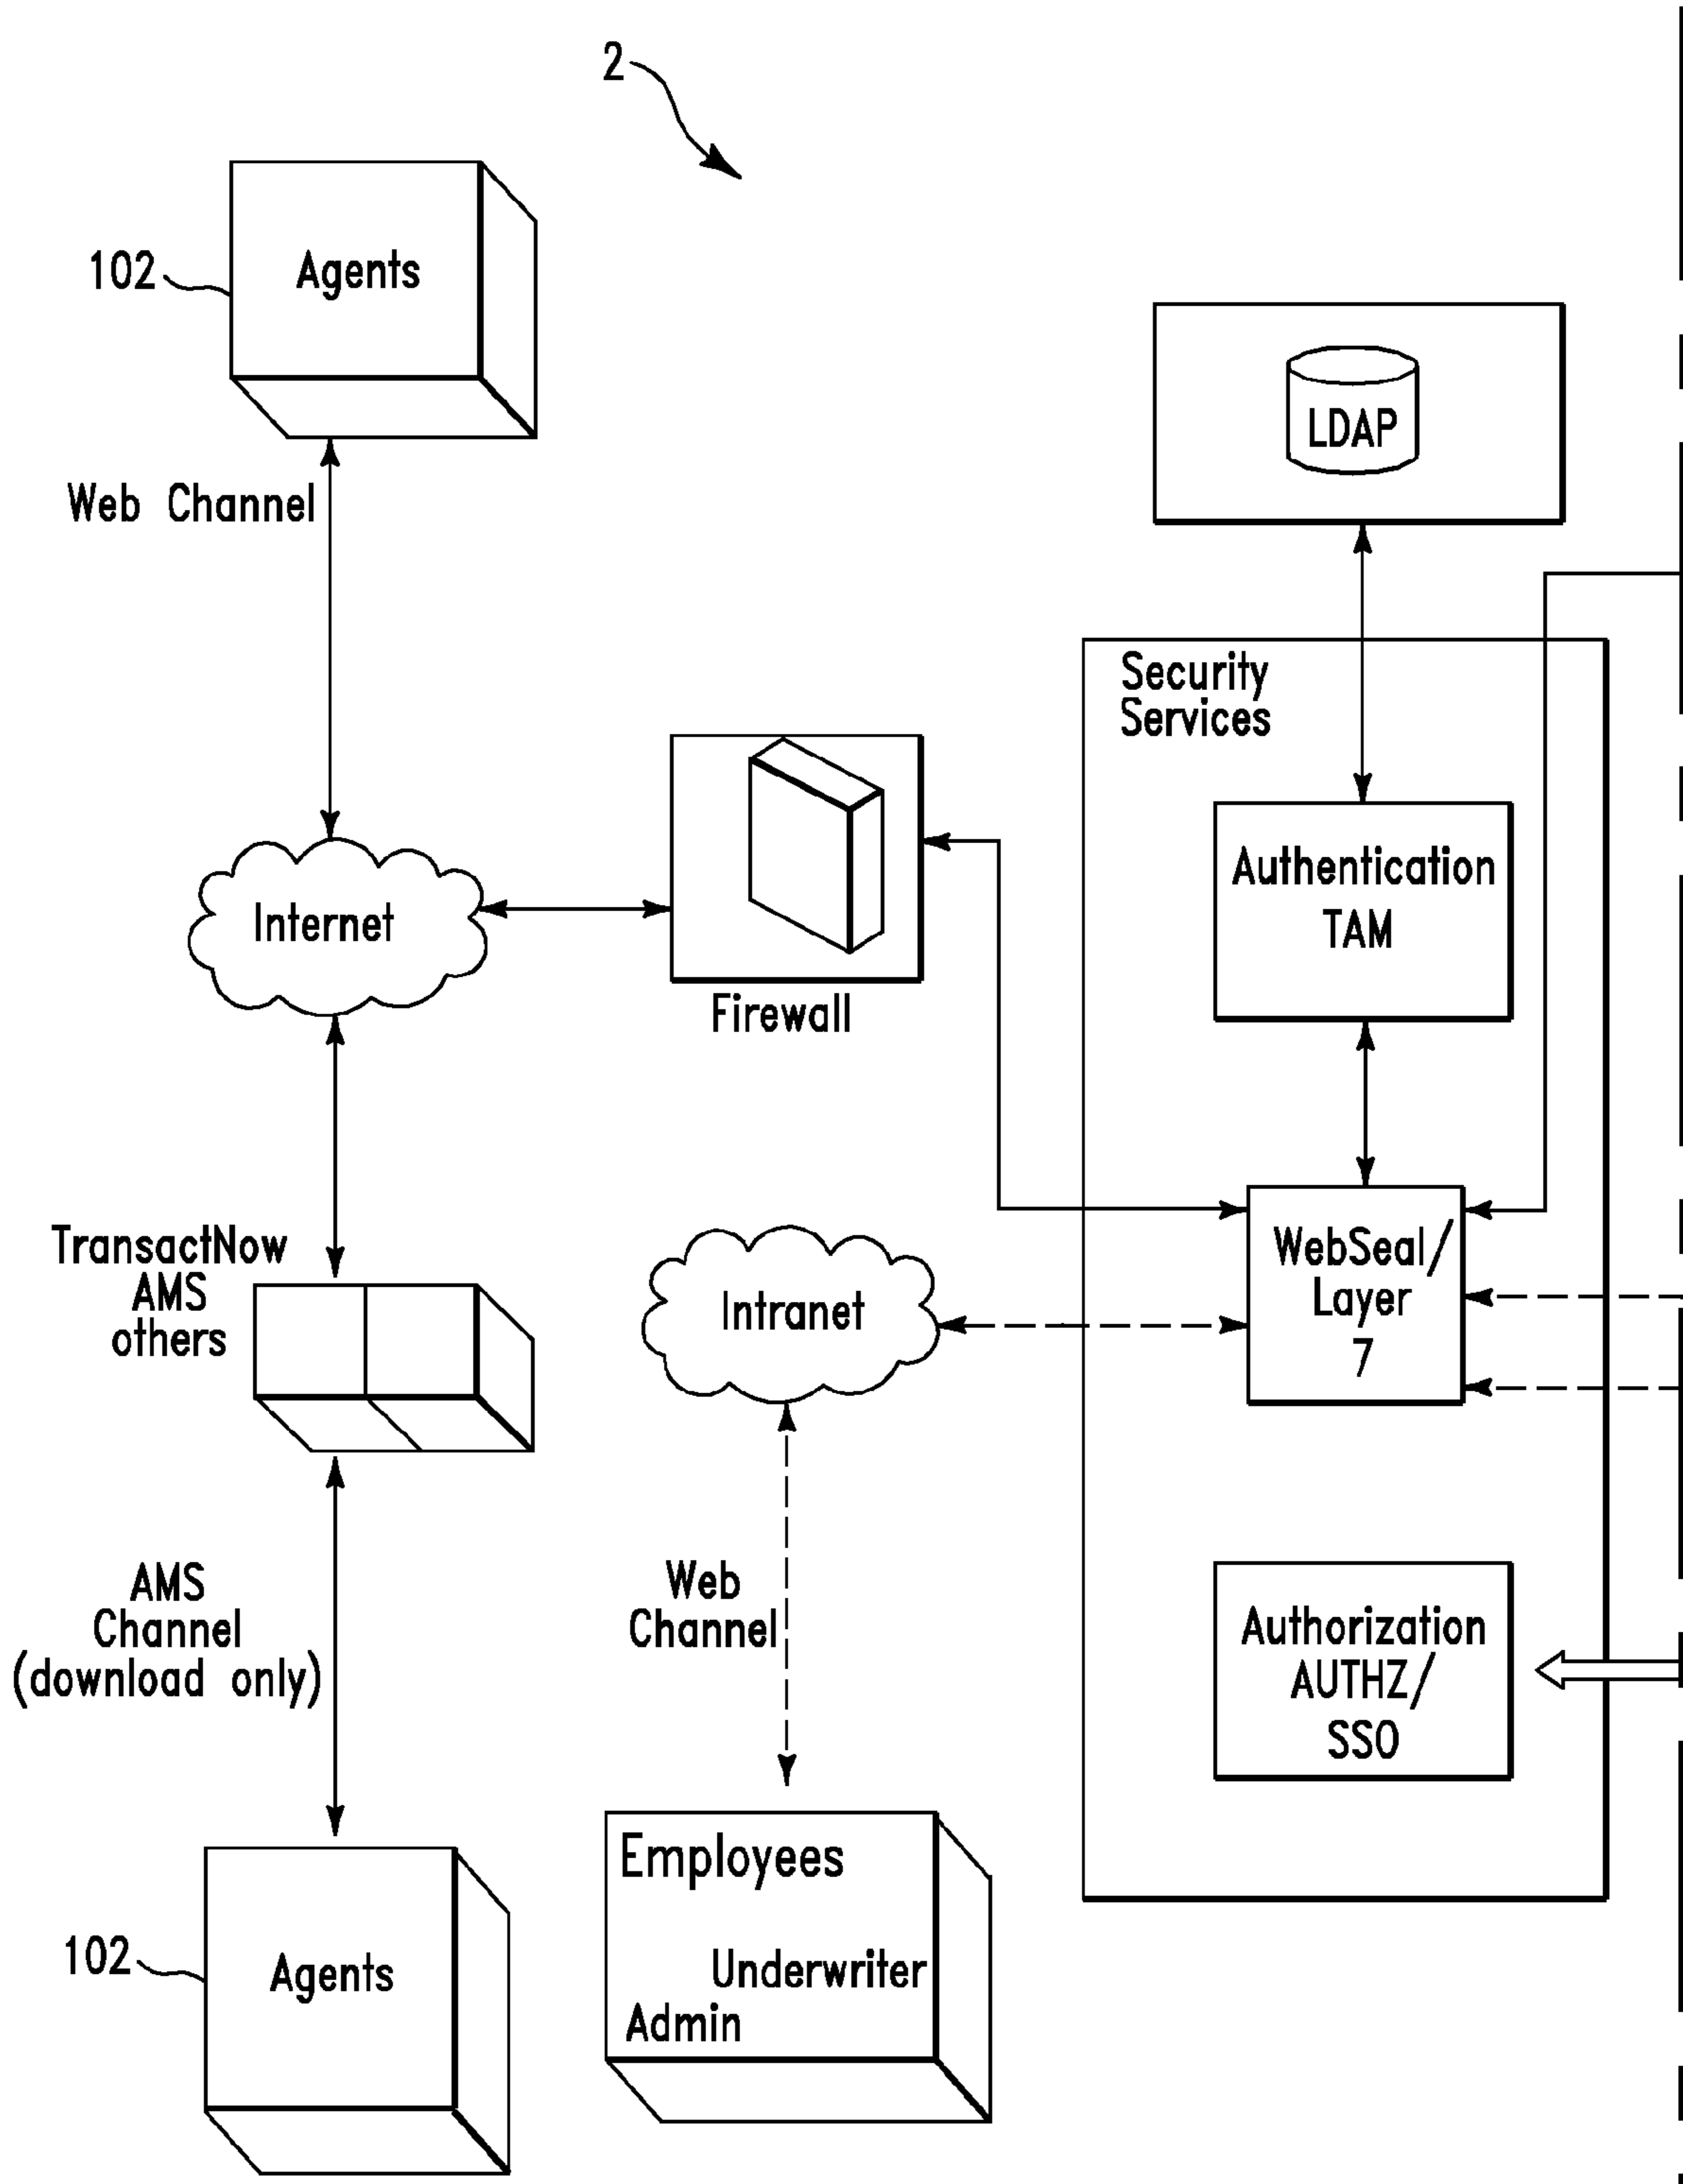 2
102
Agents
Web Channel
LDAP
Security
Services
Authentication
TAM
Internet
Firewall
TransactNow
AMS
others
Intranet
WebSeal/
Layer
7
AMS
Channel
(download only)
Web
Channel
Authorization
AUTHZ/
SSO
102
Agents
Employees
Underwriter
Admin